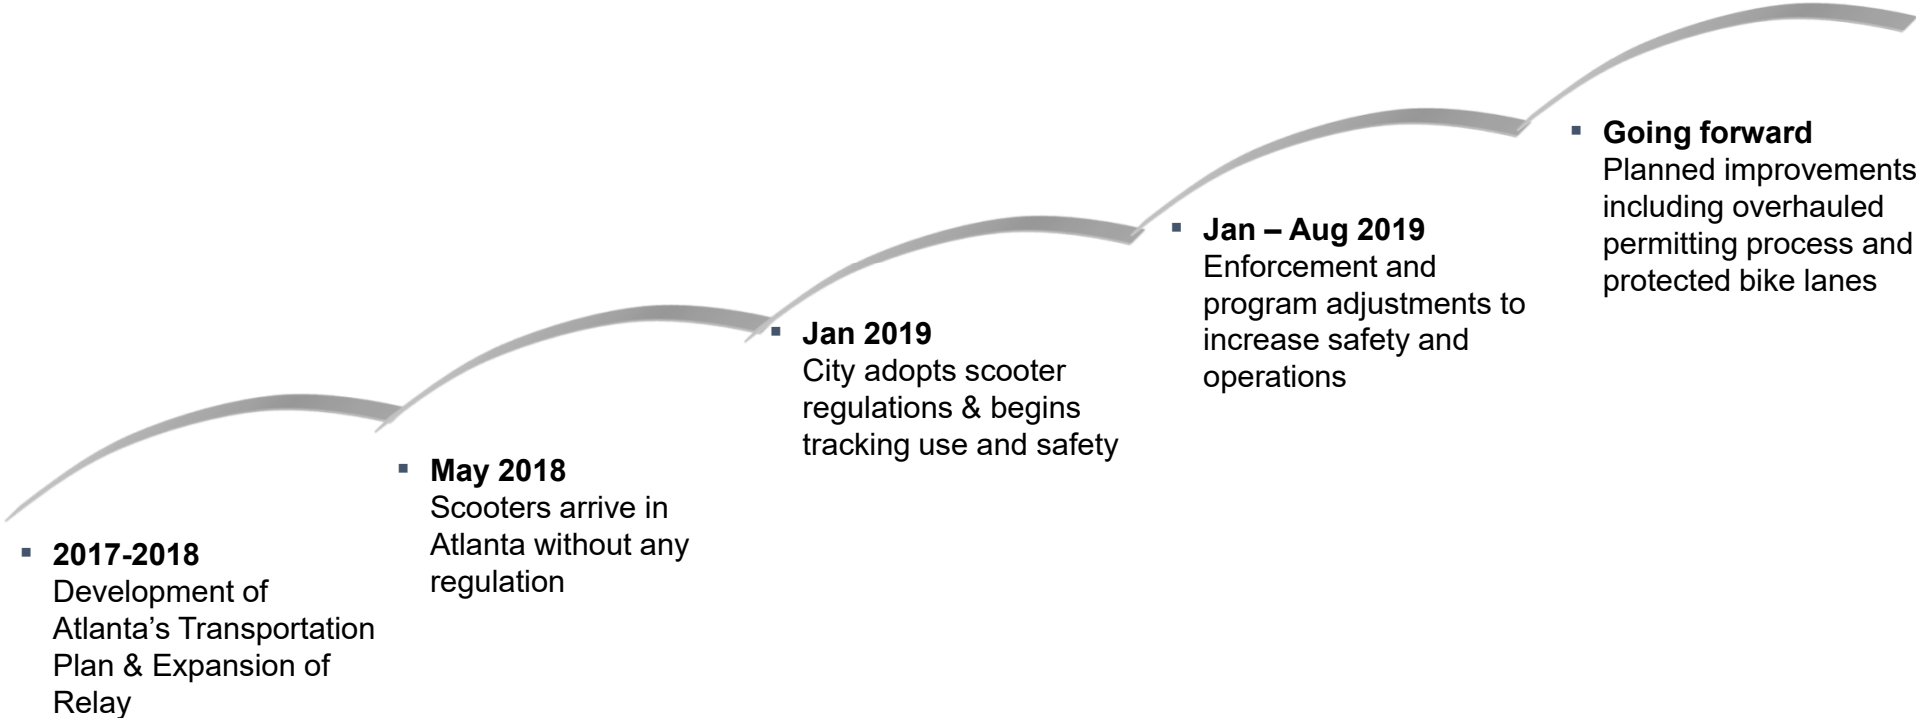 ▪ 2017-2018
Development of
Atlanta’s Transportation
Plan & Expansion of
Relay
▪ May 2018
Scooters arrive in
Atlanta without any
regulation
▪ Jan 2019
City adopts scooter
regulations & begins
tracking use and safety
▪ Jan – Aug 2019
Enforcement and
program adjustments to
increase safety and
operations
▪ Going forward
Planned improvements
including overhauled
permitting process and
protected bike lanes